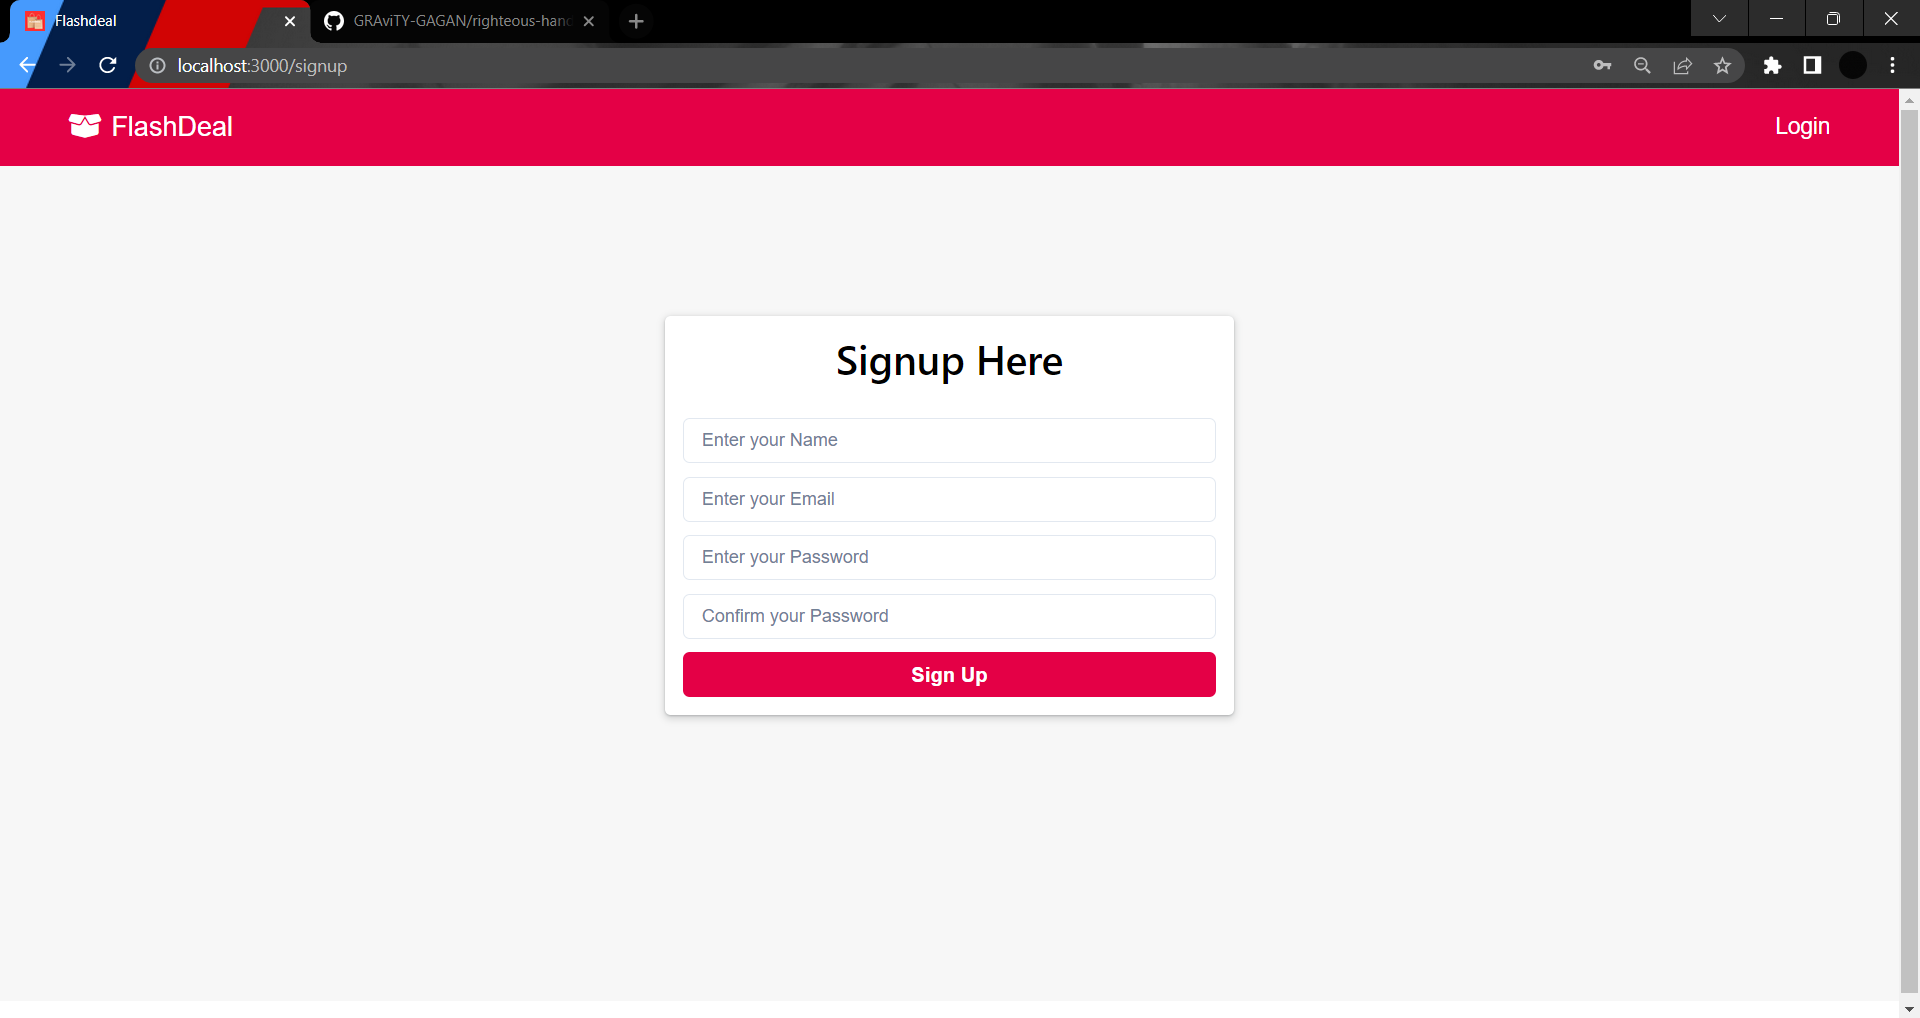 Flashdeal
GRAviTY-GAGAN/righteous-hand
localhost:3000/signup
FlashDeal
Login
Signup Here
Enter your Name
Enter your Email
Enter your Password
Confirm your Password
Sign Up